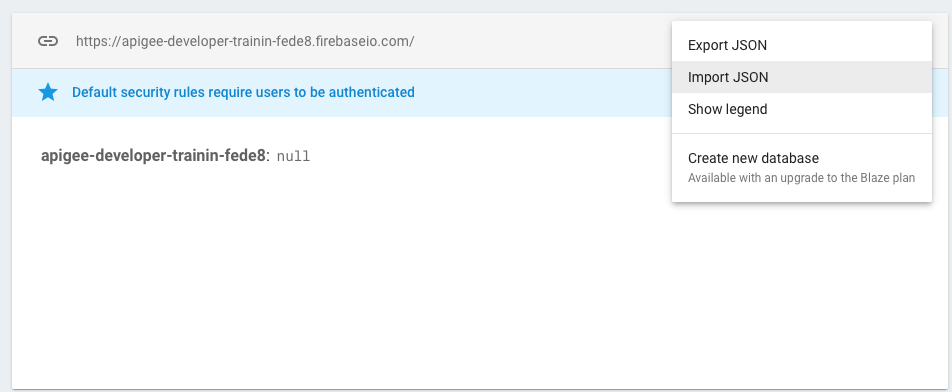 https://apigee-developer-trainin-fede8.firebaseio.com/
Default security rules require users to be authenticated
apigee-developer-trainin-fede8: null
Export JSON
Import JSON
Show legend
Create new database
Available with an upgrade to the Blaze plan